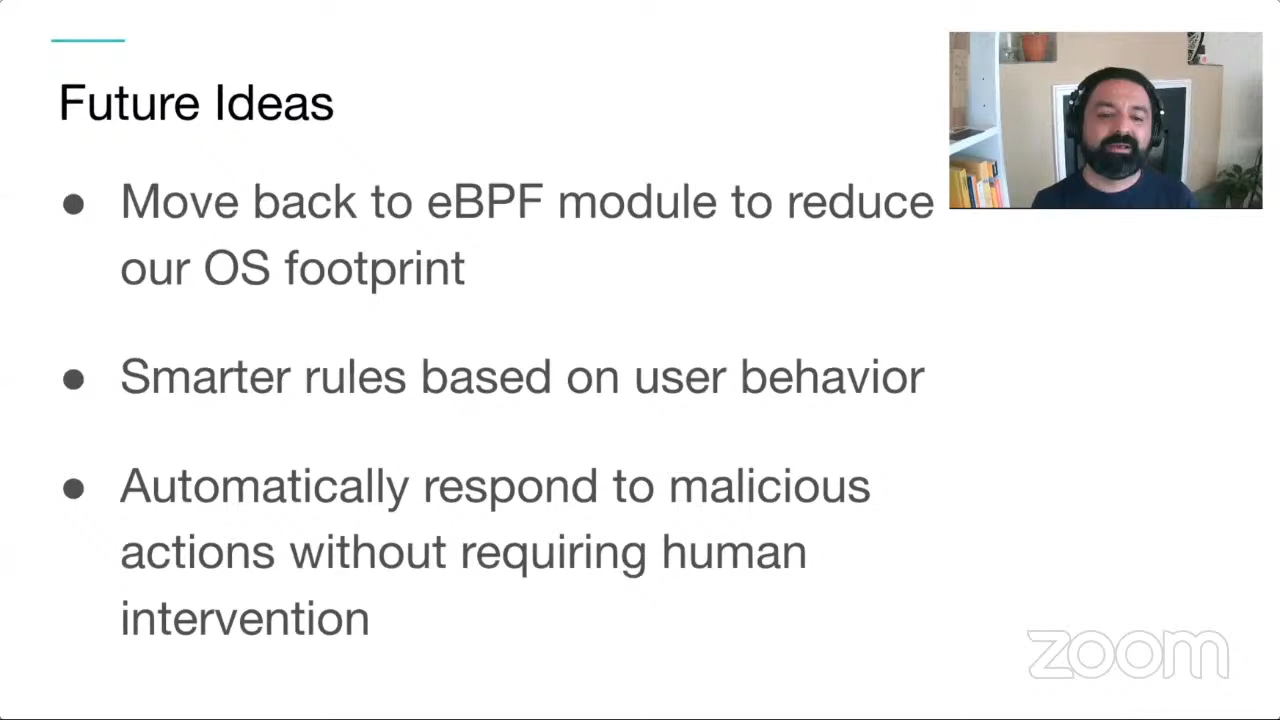 Future Ideas
● Move back to eBPF module to reduce
our OS footprint
● Smarter rules based on user behavior
● Automatically respond to malicious
actions without requiring human
intervention
zoom